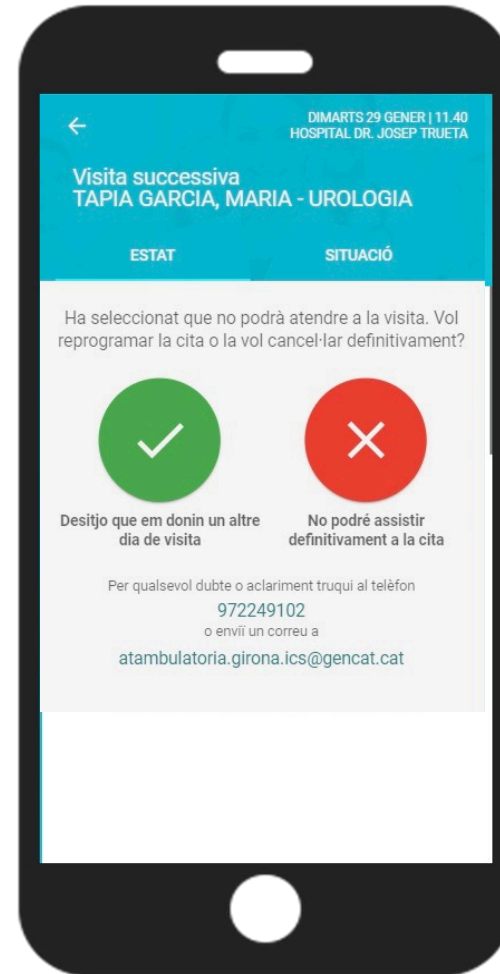 DIMARTS 29 GENER | 11.40
HOSPITAL DR. JOSEP TRUETA
Visita successiva
TAPIA GARCIA, MARIA - UROLOGIA
ESTAT
SITUACIÓ
Ha seleccionat que no podrà atendre a la visita. Vol
reprogramar la cita o la vol cancel·lar definitivament?
Desitjo que em donin un altre
dia de visita
No podré assistir
definitivament a la cita
Per qualsevol dubte o aclariment truqui al telèfon
972249102
o enviï un correu a
atambulatoria.girona.ics@gencat.cat